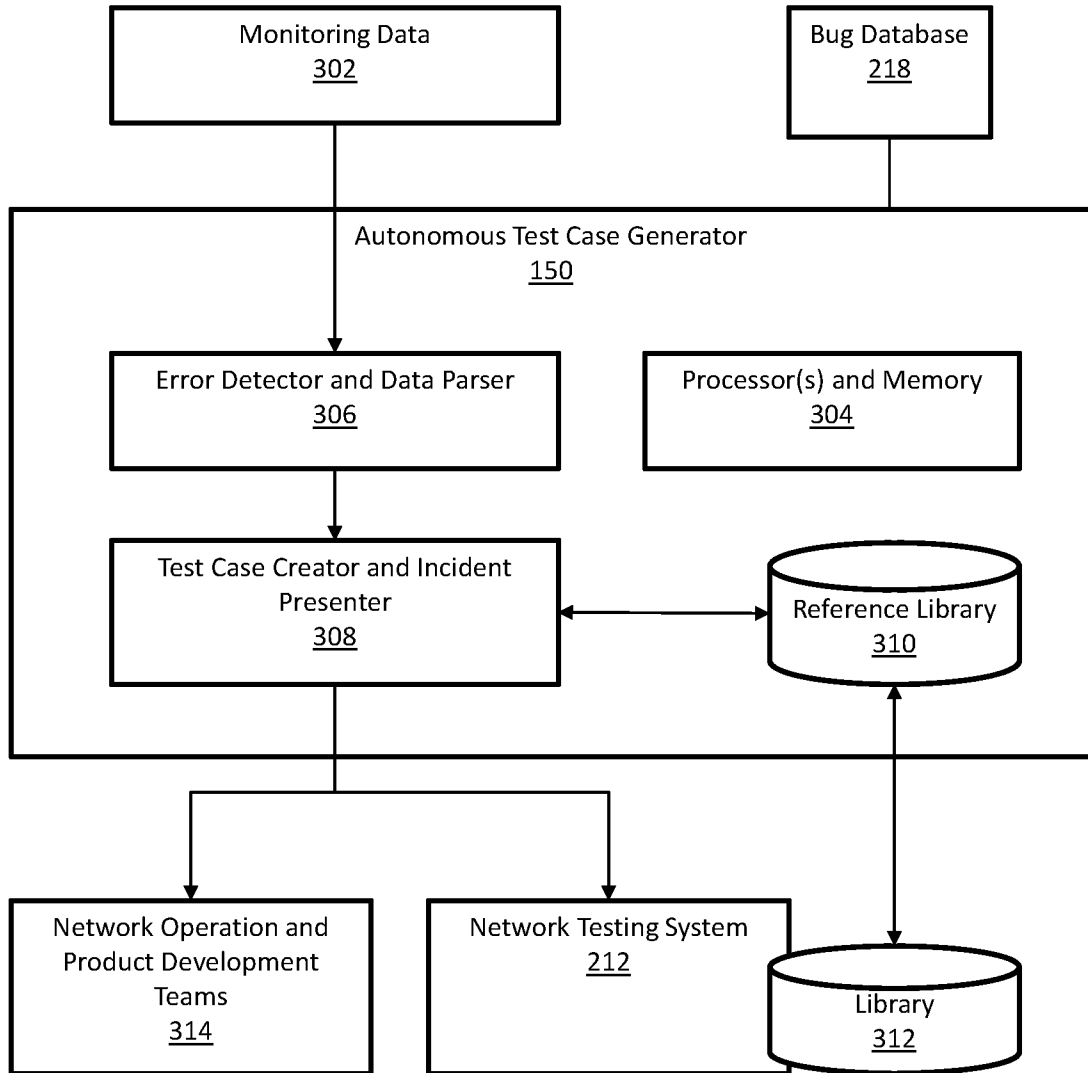 Monitoring Data
302
Bug Database
218
Autonomous Test Case Generator
150
Error Detector and Data Parser
306
Processor(s) and Memory
304
Test Case Creator and Incident
Presenter
308
Reference Library
310
Network Operation and
Product Development
Teams
314
Network Testing System
212
Library
312